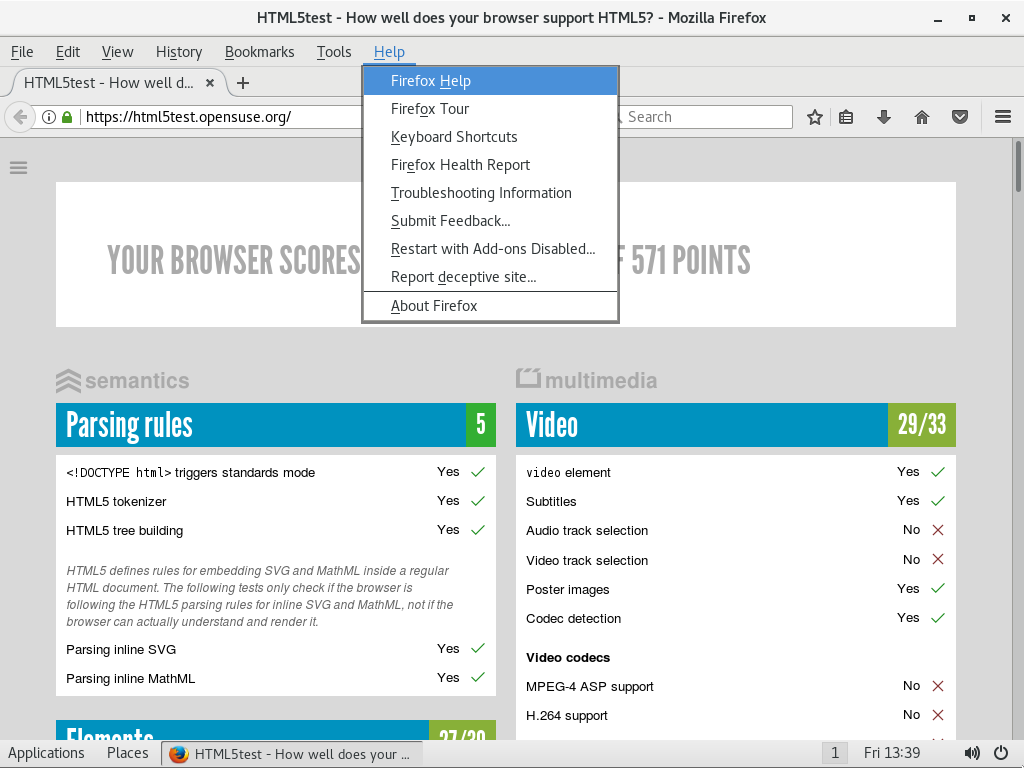 HTML5test - How well does your browser support HTML5? - Mozilla Firefox
File Edit View History Bookmarks Tools Help
HTML5test - How well d...
https://html5test.opensuse.org/
Search
Firefox Help
Firefox Tour
Keyboard Shortcuts
Firefox Health Report
Troubleshooting Information
Submit Feedback...
Restart with Add-ons Disabled...
Report deceptive site...
About Firefox
YOUR BROWSER SCORES
571 POINTS
semantics
Parsing rules 5
<!DOCTYPE html> triggers standards mode Yes
HTML5 tokenizer Yes
HTML5 tree building Yes
HTML5 defines rules for embedding SVG and MathML inside a regular
HTML document. The following tests only check if the browser is
following the HTML5 parsing rules for inline SVG and MathML, not if the
browser can actually understand and render it.
Parsing inline SVG Yes
Parsing inline MathML Yes
Elements 27/30
multimedia
Video 29/33
video element Yes
Subtitles Yes
Audio track selection No
Video track selection No
Poster images Yes
Codec detection Yes
Video codecs
MPEG-4 ASP support No
H.264 support No
Applications Places HTML5test - How well does your ... 1 Fri 13:39